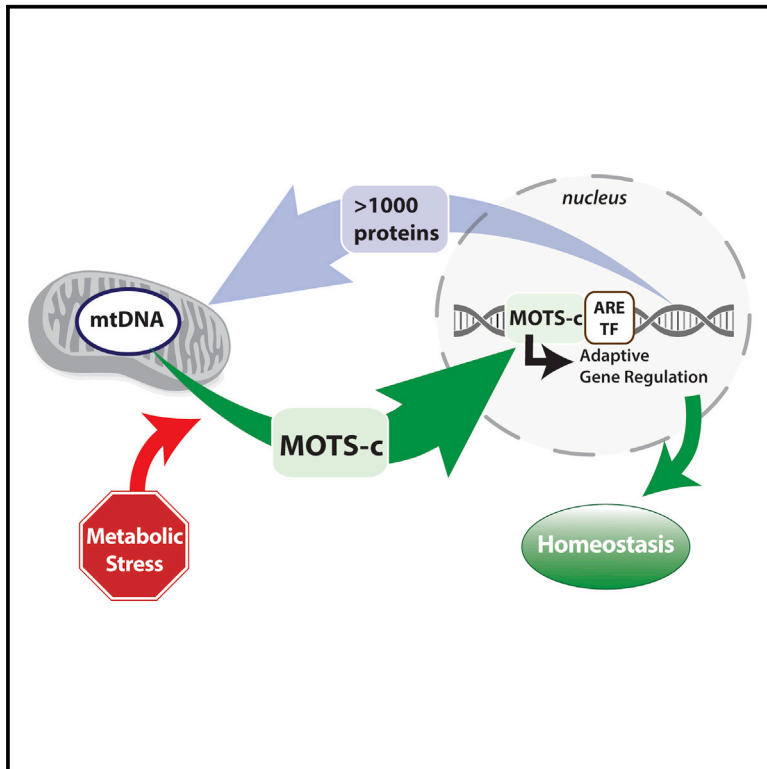 nucleus
>1000
proteins
mtDNA
MOTS-c
ARE
TF
Adaptive
Gene Regulation
MOTS-c
Metabolic
Stress
Homeostasis